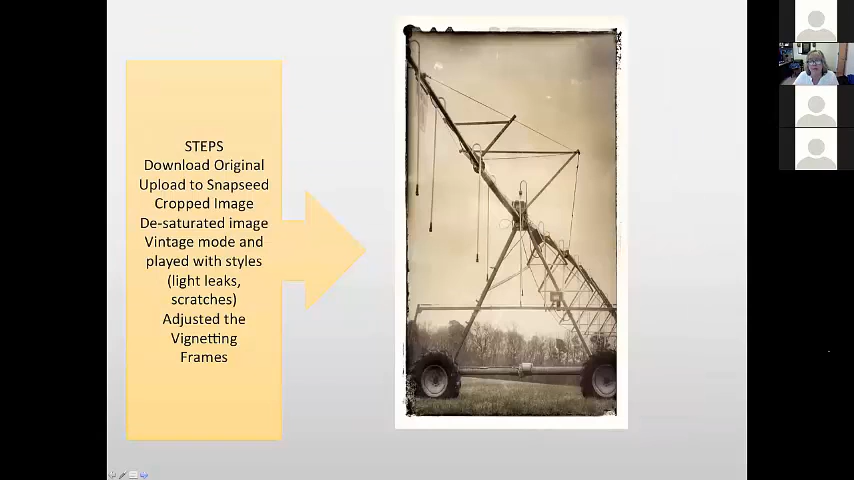 STEPS
Download Original
Upload to Snapseed
Cropped Image
De-saturated image
Vintage mode and
played with styles
(light leaks,
scratches)
Adjusted the
Vignetting
Frames